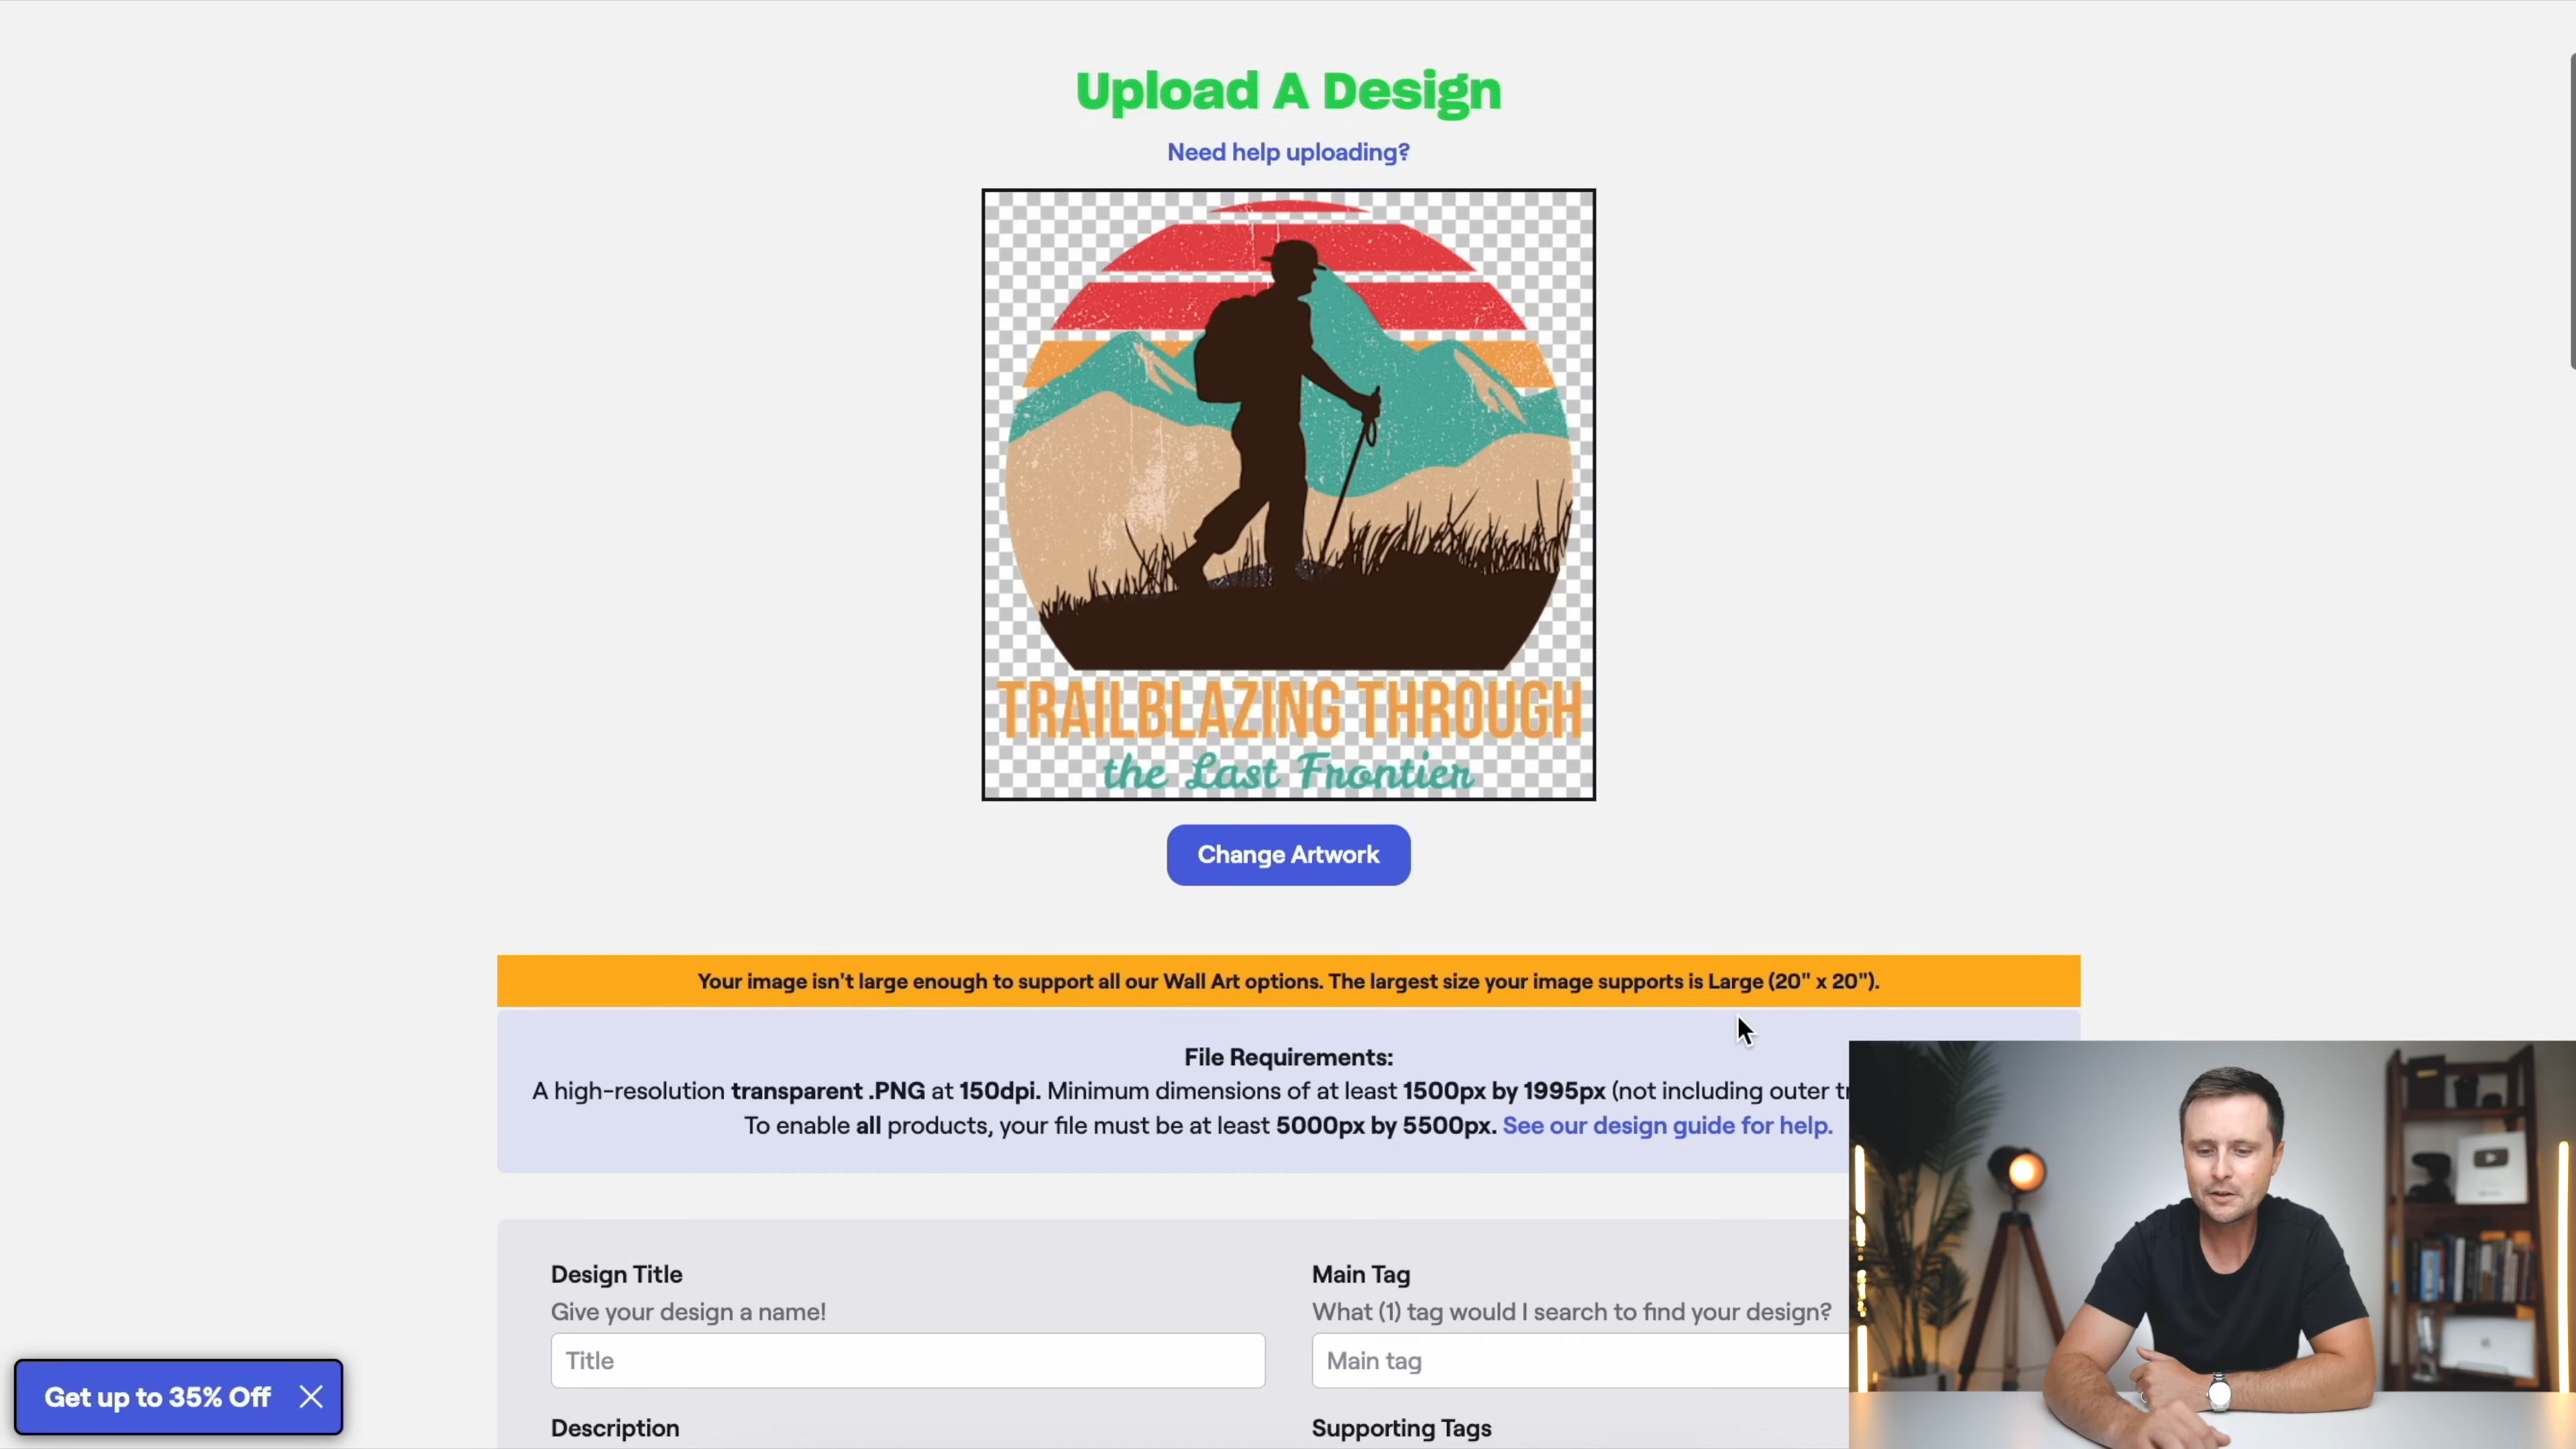 Upload A Design
Need help uploading?
TRAILBLAZING THROUGH
the Last Frontier
Change Artwork
Your image isn't large enough to support all our Wall Art options. The largest size your image supports is Large (20" x 20").
File Requirements:
A high-resolution transparent .PNG at 150dpi. Minimum dimensions of at least 1500px by 1995px (not including outer
To enable all products, your file must be at least 5000px by 5500px. See our design guide for help.
Design Title
Give your design a name!
Title
Main Tag
What (1) tag would I search to find your design?
Main tag
Description
Supporting Tags
Get up to 35% Off